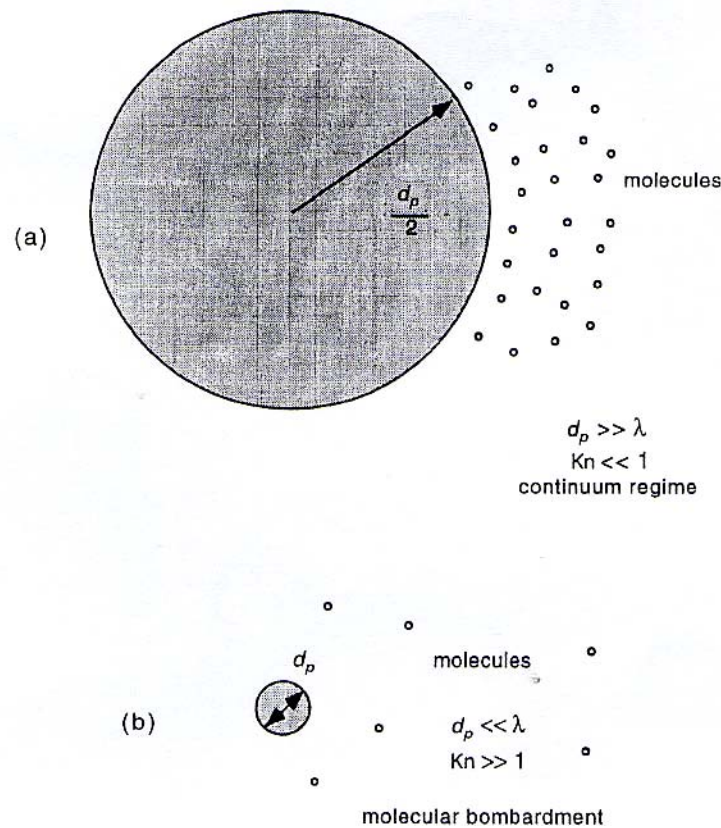 molecules
d_p
2
(a)
d_p >> λ
Kn << 1
continuum regime
d_p
molecules
(b)
d_p << λ
Kn >> 1
molecular bombardment